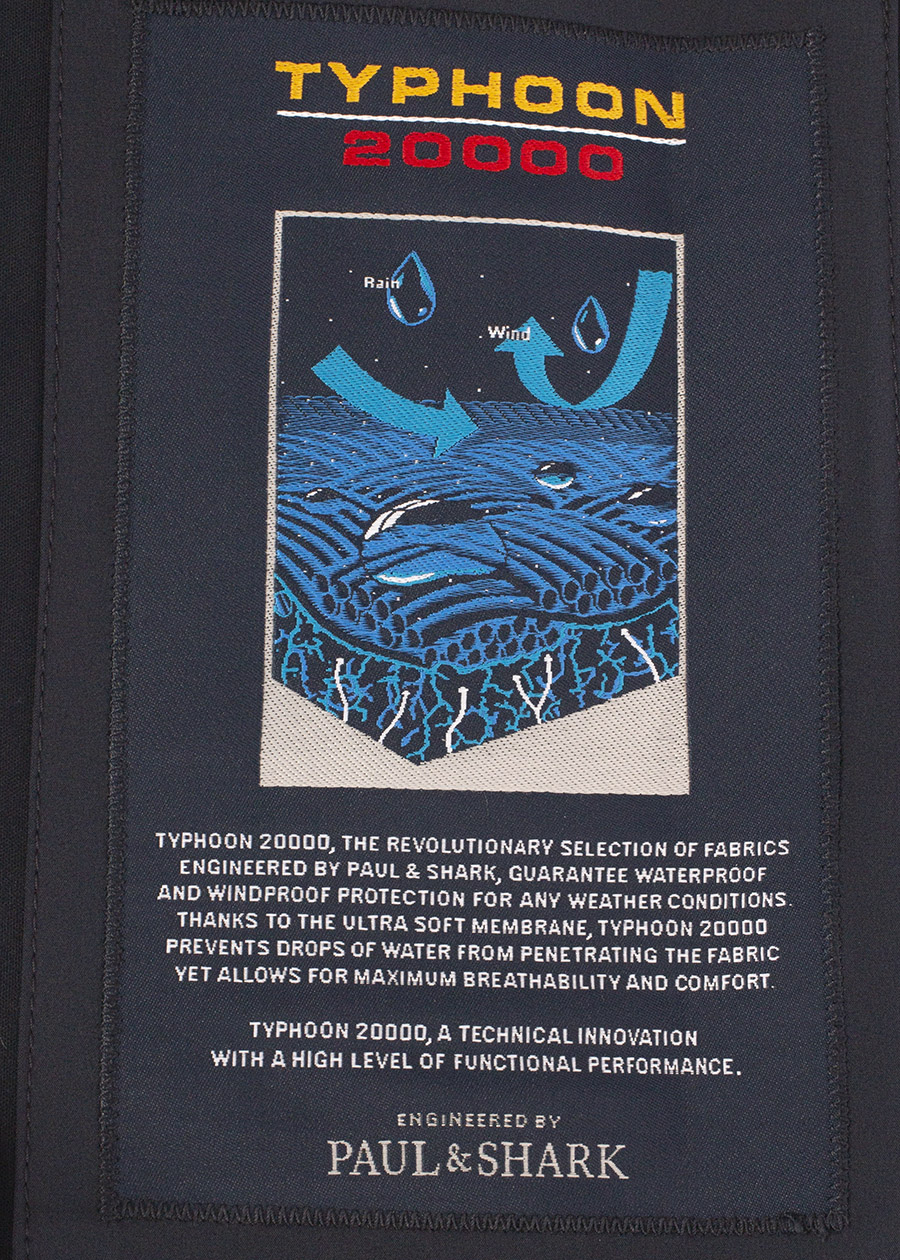 TYPHOON
20000
Rain
Wind
TYPHOON 20000, THE REVOLUTIONARY SELECTION OF FABRICS
ENGINEERED BY PAUL & SHARK, GUARANTEE WATERPROOF
AND WINDPROOF PROTECTION FOR ANY WEATHER CONDITIONS.
THANKS TO THE ULTRA SOFT MEMBRANE, TYPHOON 20000
PREVENTS DROPS OF WATER FROM PENETRATING THE FABRIC
YET ALLOWS FOR MAXIMUM BREATHABILITY AND COMFORT.
TYPHOON 20000, A TECHNICAL INNOVATION
WITH A HIGH LEVEL OF FUNCTIONAL PERFORMANCE.
ENGINEERED BY
PAUL & SHARK